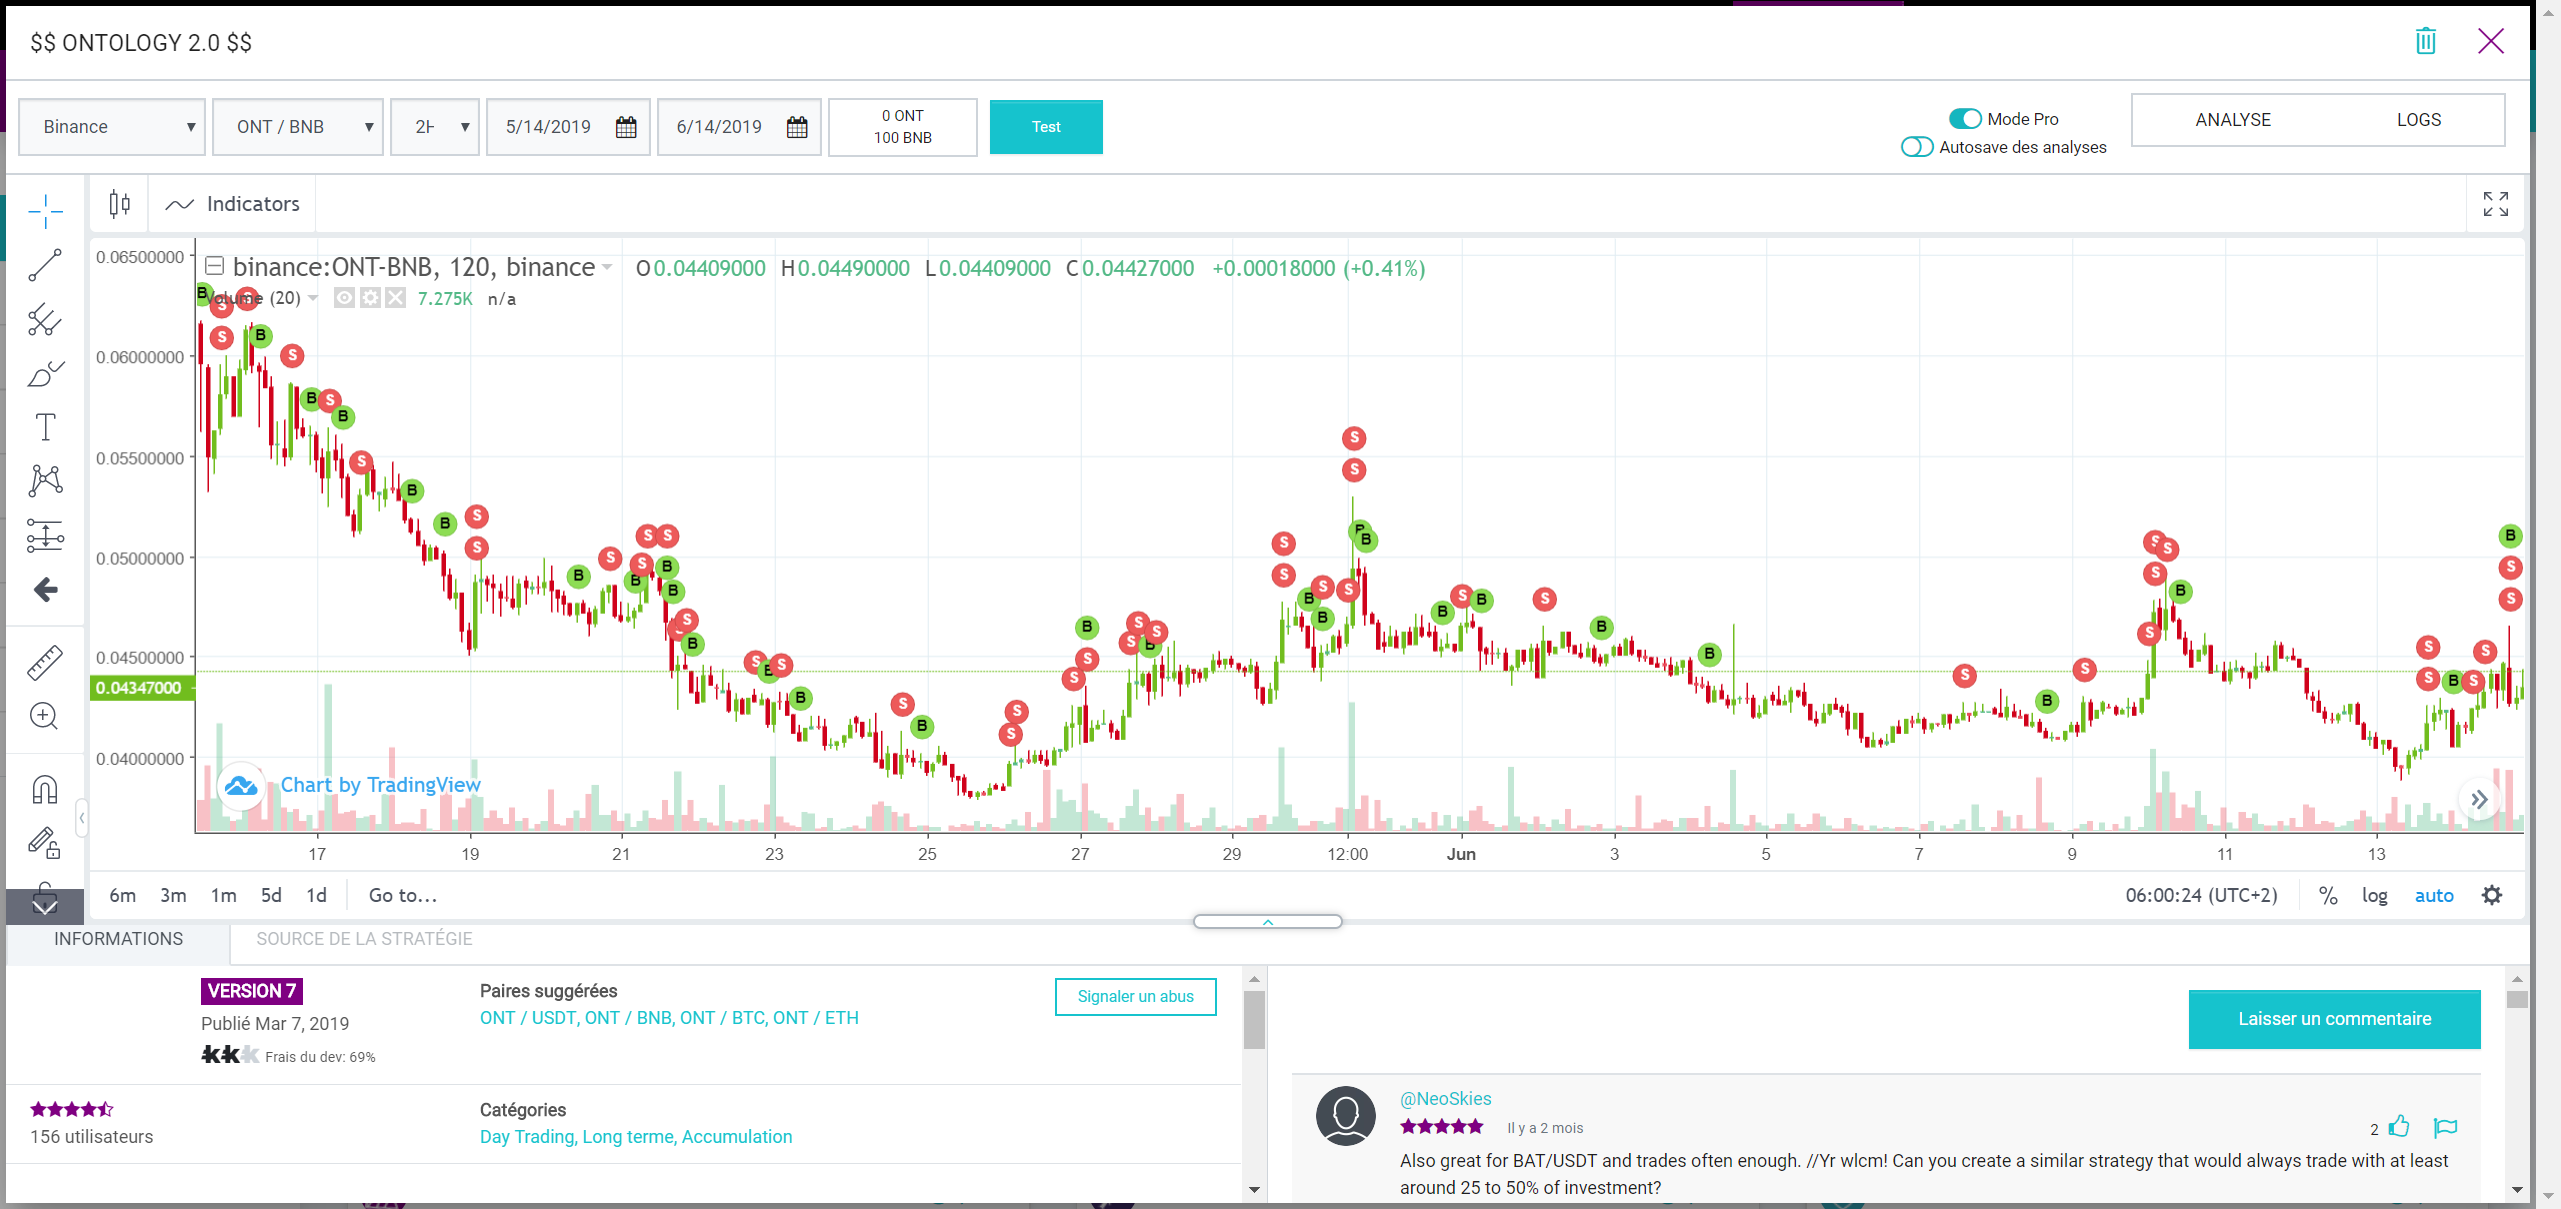 $$ ONTOLOGY 2.0 $$
Binance
ONT / BNB
2H
5/14/2019
6/14/2019
0 ONT
100 BNB
Test
Mode Pro
Autosave des analyses
ANALYSE
LOGS
Indicators
binance:ONT-BNB, 120, binance O0.04409000 H0.04490000 L0.04409000 C0.04427000 +0.00018000 (+0.41%)
Volume (20) 7.275K n/a
0.06500000
0.06000000
0.05500000
0.05000000
0.04500000
0.04347000
0.04000000
Chart by TradingView
17 19 21 23 25 27 29 12:00 Jun 3 5 7 9 11 13
6m 3m 1m 5d 1d Go to... 06:00:24 (UTC+2) % log auto
INFORMATIONS
SOURCE DE LA STRATÉGIE
VERSION 7
Publié Mar 7, 2019
Frais du dev: 69%
Paires suggérées
ONT / USDT, ONT / BNB, ONT / BTC, ONT / ETH
Signaler un abus
156 utilisateurs
Catégories
Day Trading, Long terme, Accumulation
Laisser un commentaire
@NeoSkies
Il y a 2 mois
2
Also great for BAT/USDT and trades often enough. //Yr wlcm! Can you create a similar strategy that would always trade with at least
around 25 to 50% of investment?